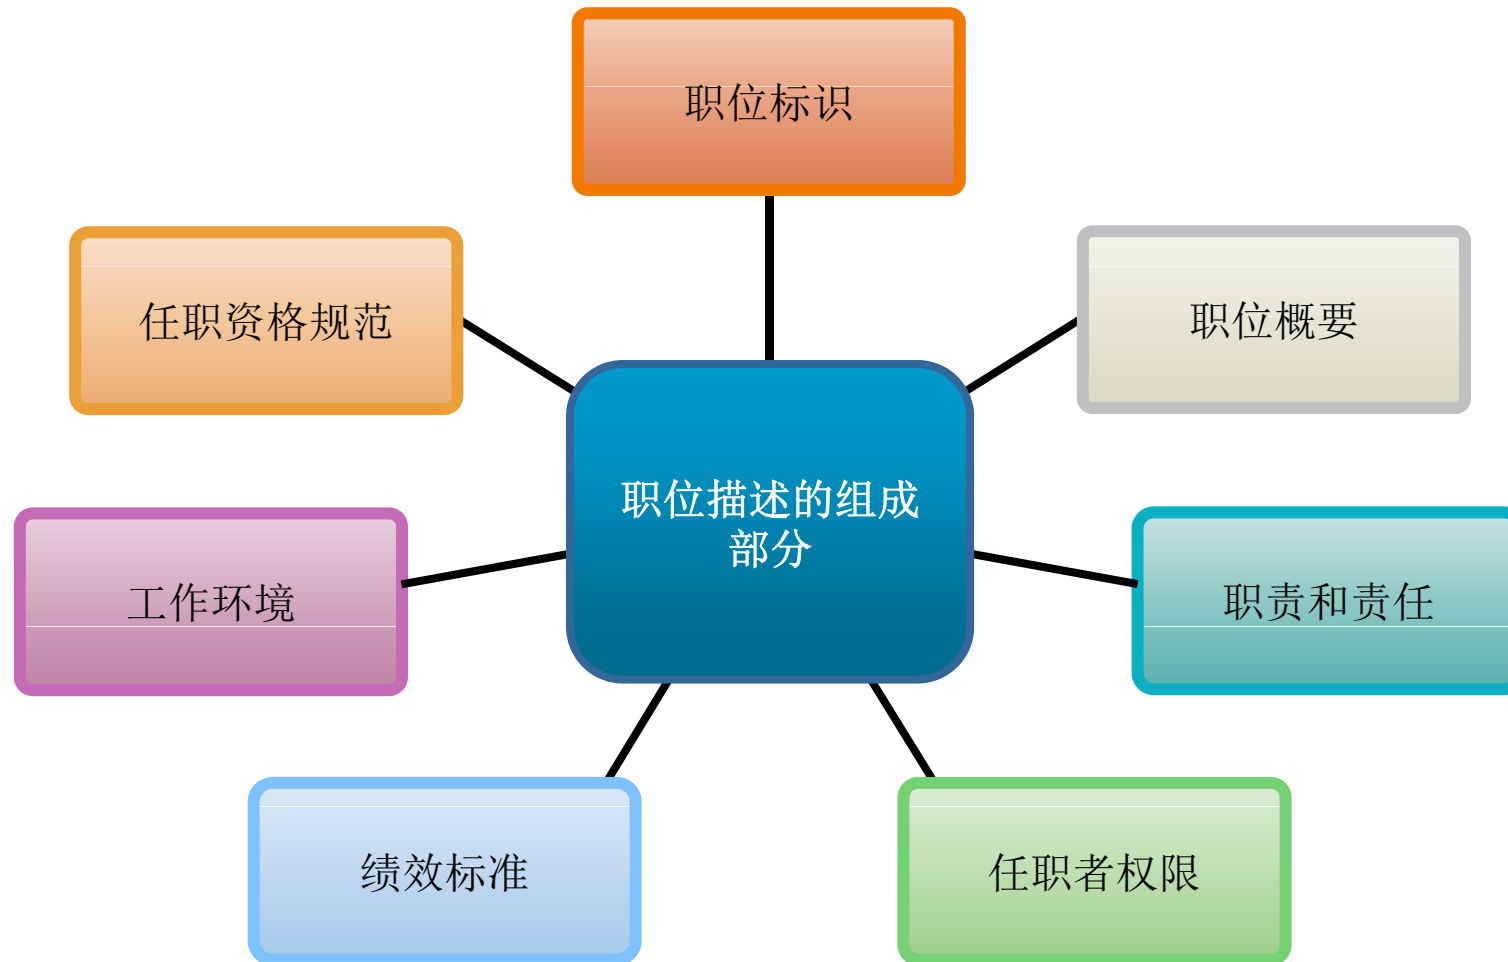 职位标识
任职资格规范
职位概要
职位描述的组成
部分
工作环境
职责和责任
绩效标准
任职者权限